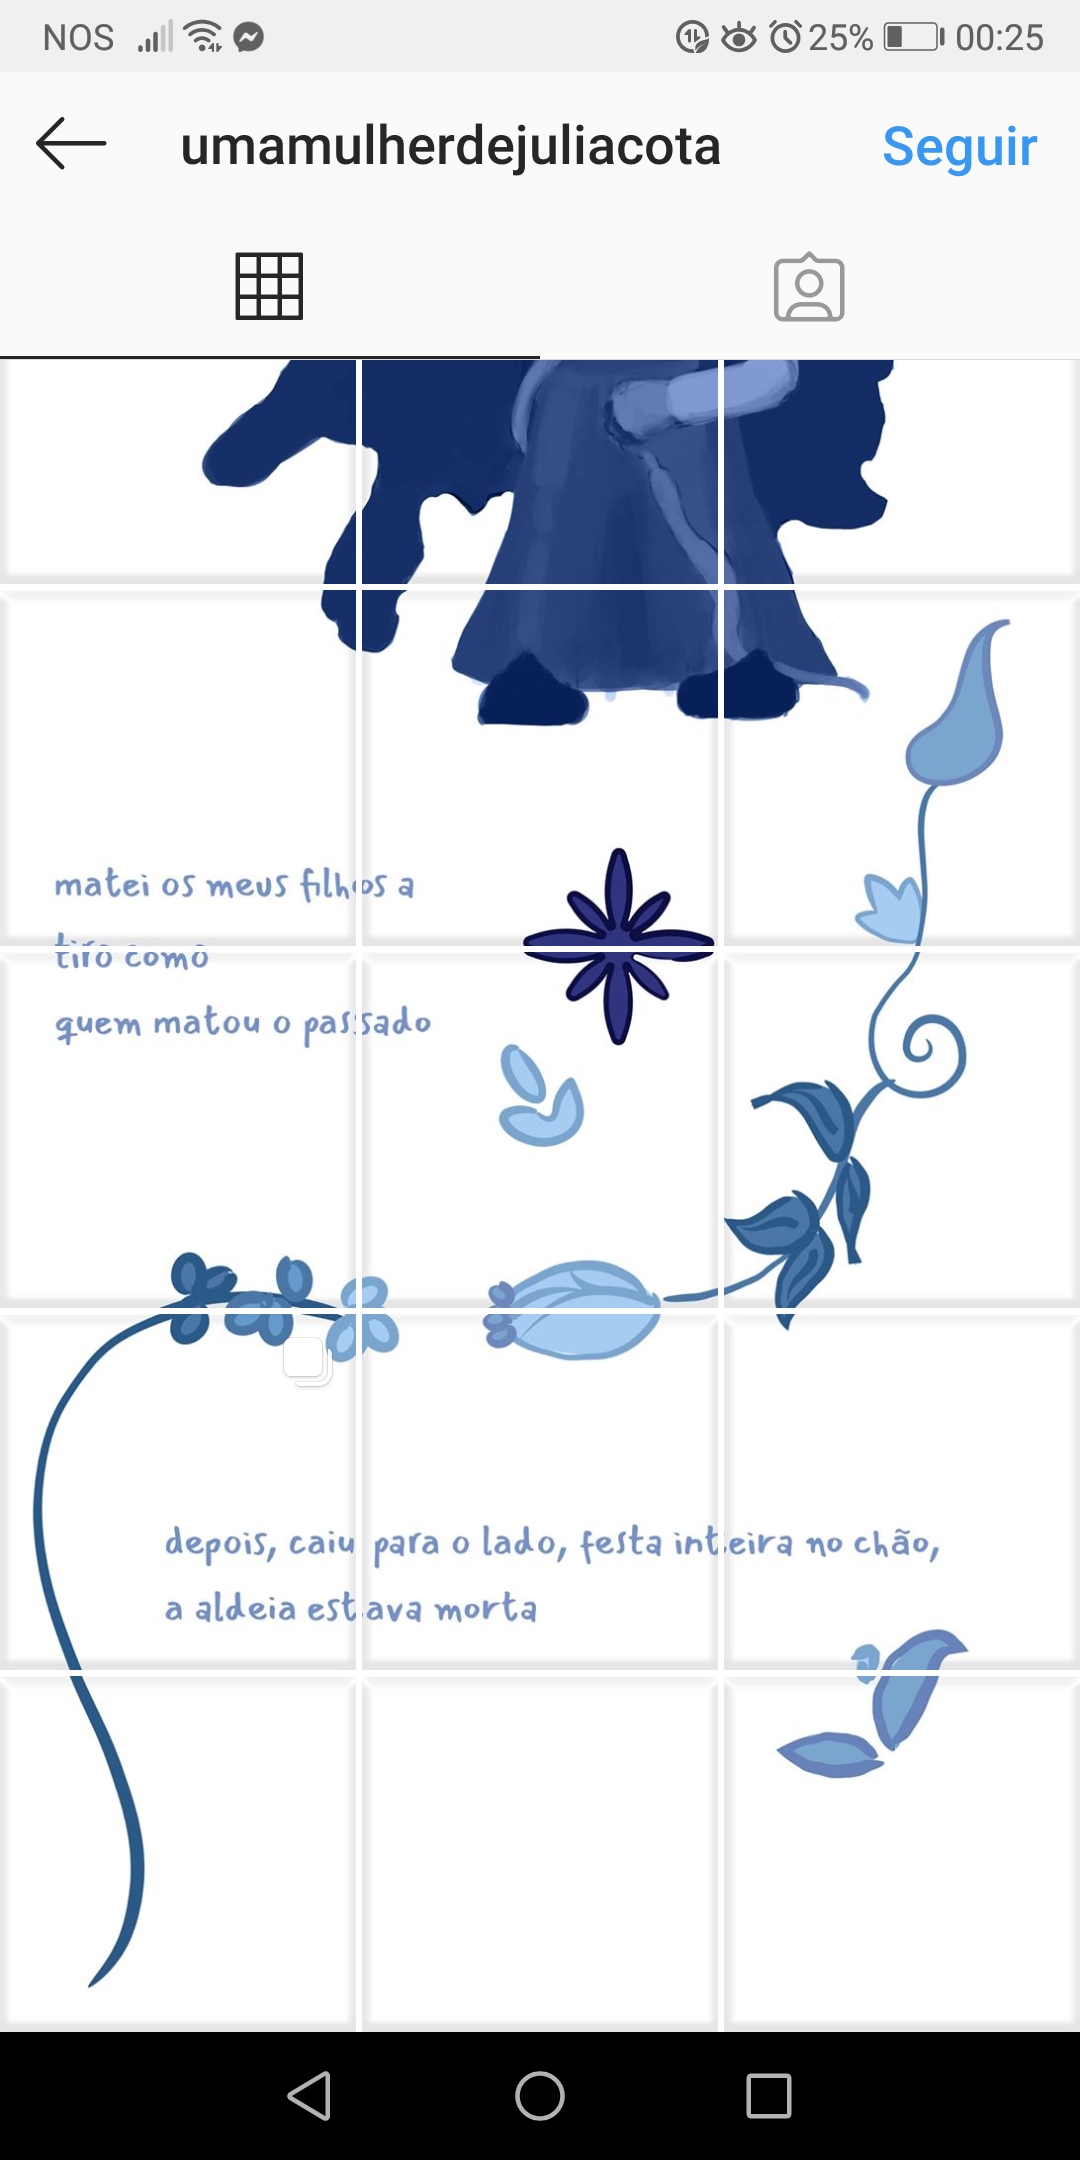 NOS 25% 00:25
umamulherdejuliacota Seguir
matei os meus filhos a
tiro como
quem matou o passado
depois, caiu para o lado, festa inteira no chão,
a aldeia estava morta